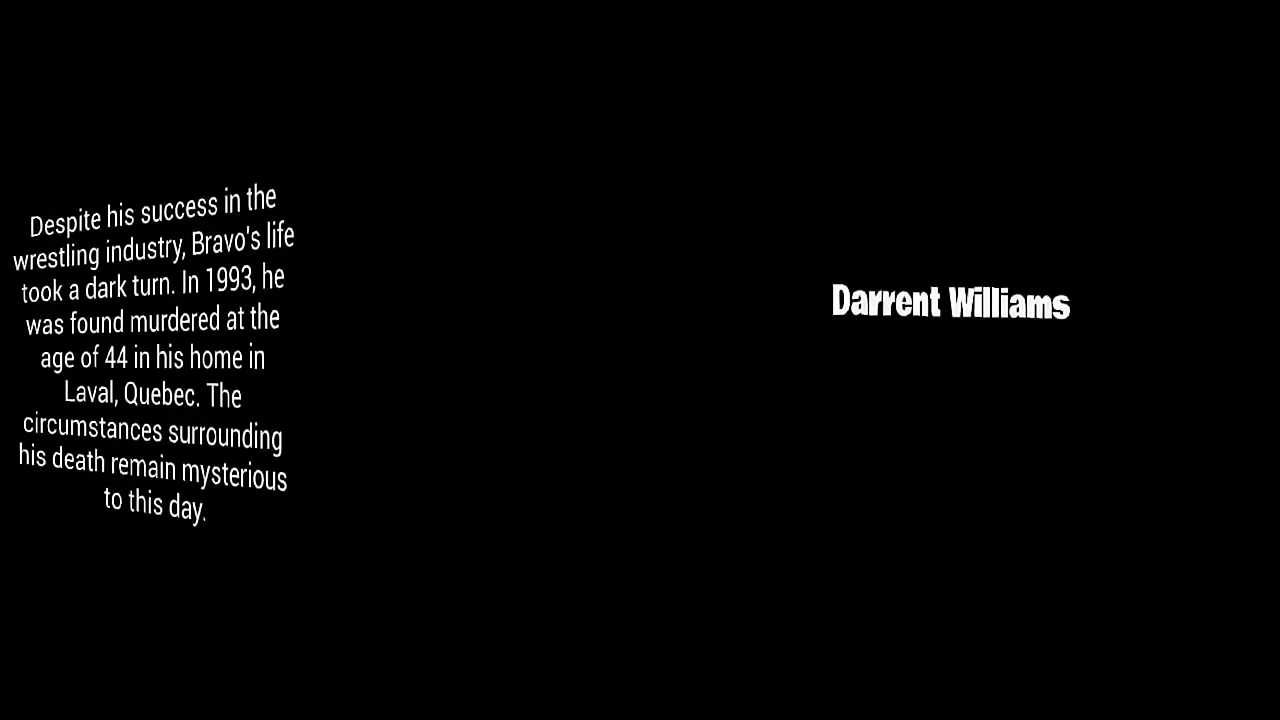 Despite his success in the
wrestling industry, Bravo's life
took a dark turn. In 1993, he
was found murdered at the
age of 44 in his home in
Laval, Quebec. The
circumstances surrounding
his death remain mysterious
to this day.
Darrent Williams